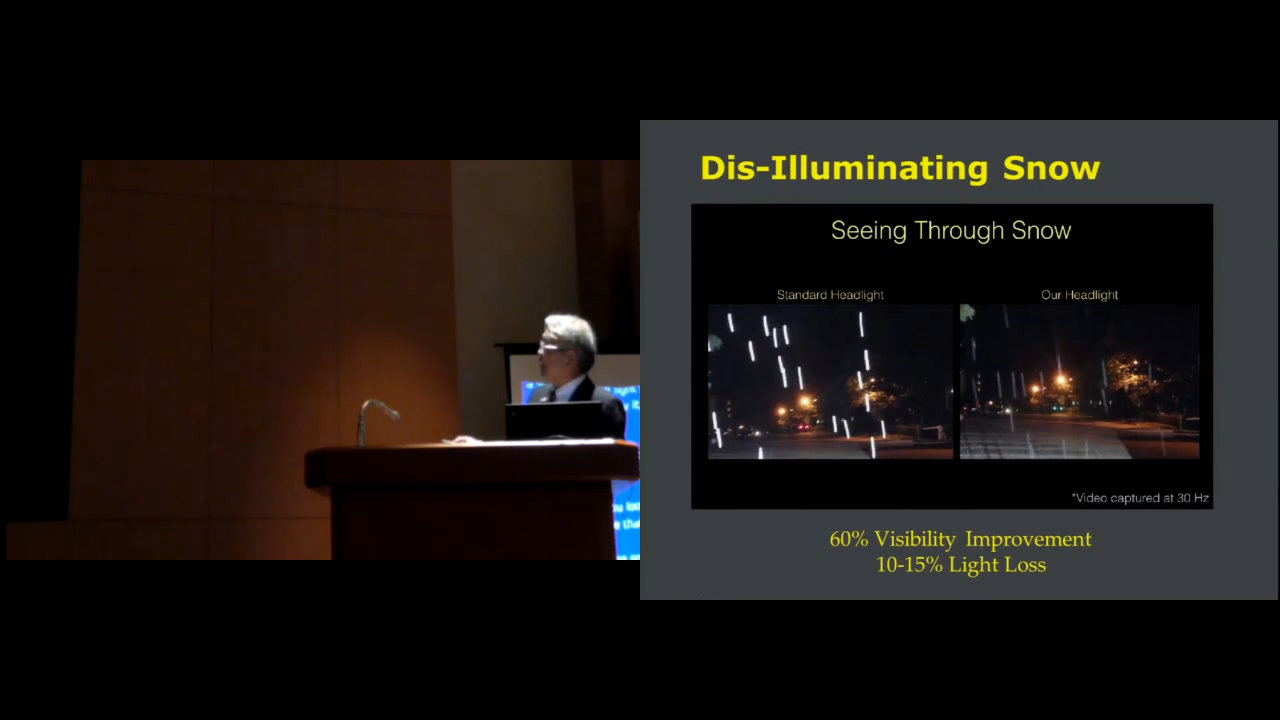 Dis-Illuminating Snow
Seeing Through Snow
Standard Headlight
Our Headlight
*Video captured at 30 Hz
60% Visibility Improvement
10-15% Light Loss